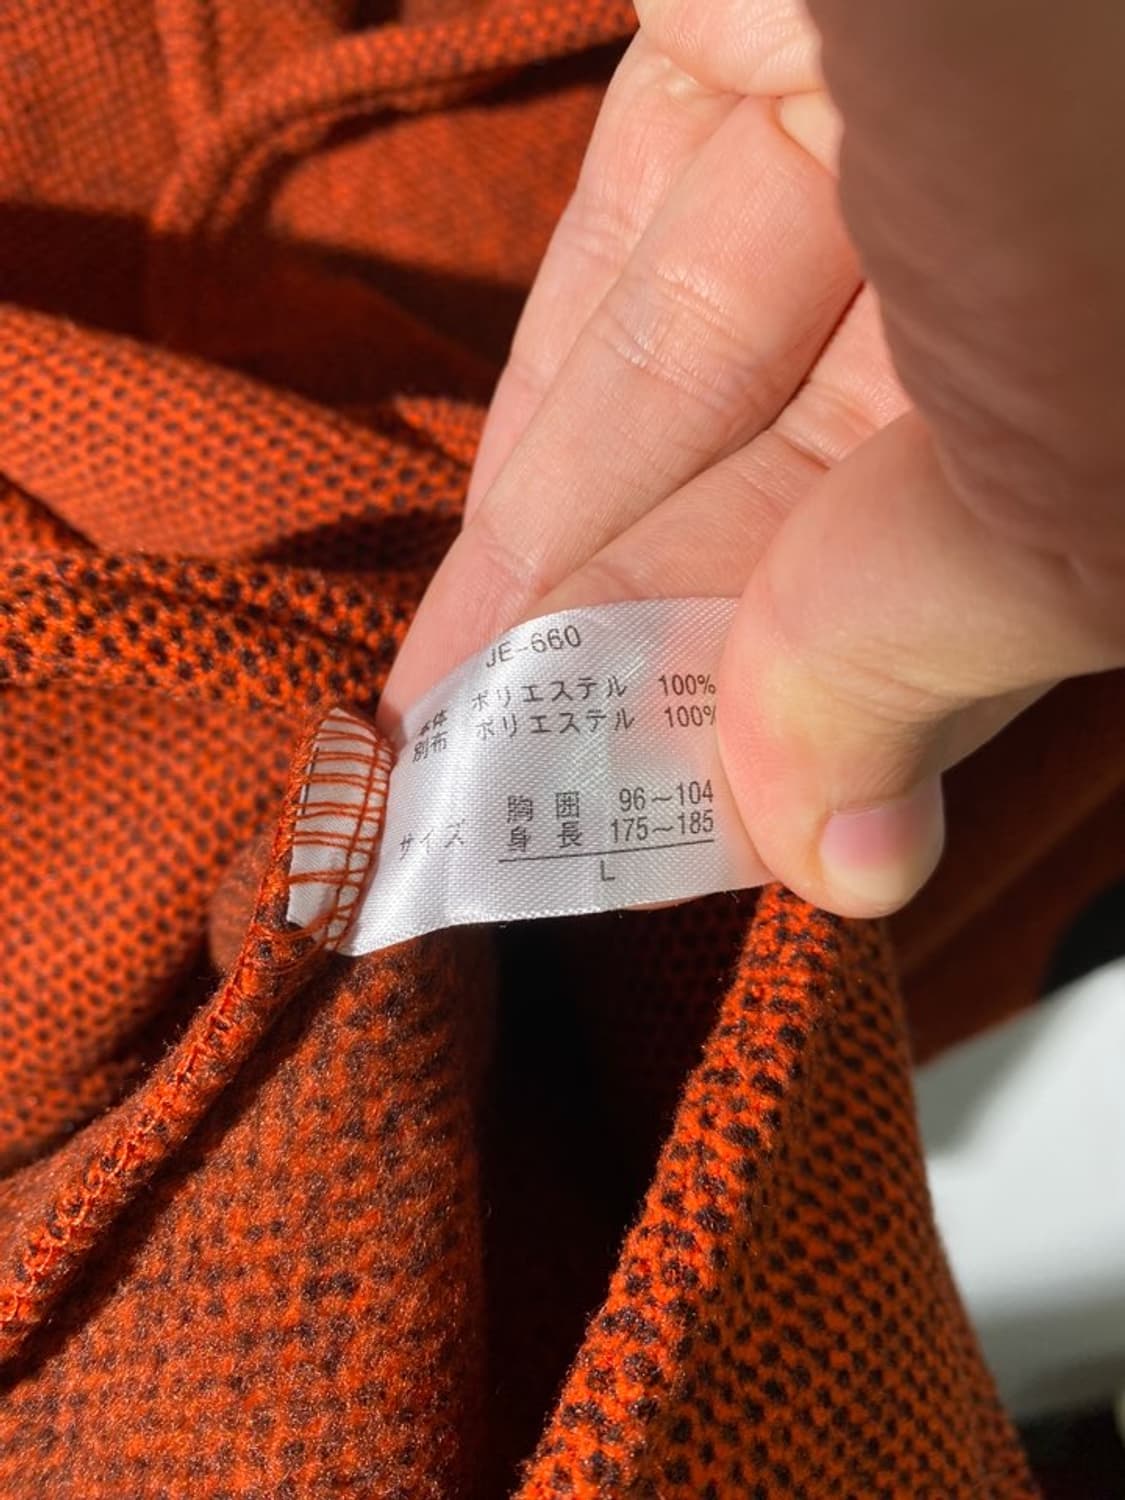 JE-660
本体 ポリエステル 100%
別布 ポリエステル 100%
胸囲 96~104
サイズ 身長 175~185
L